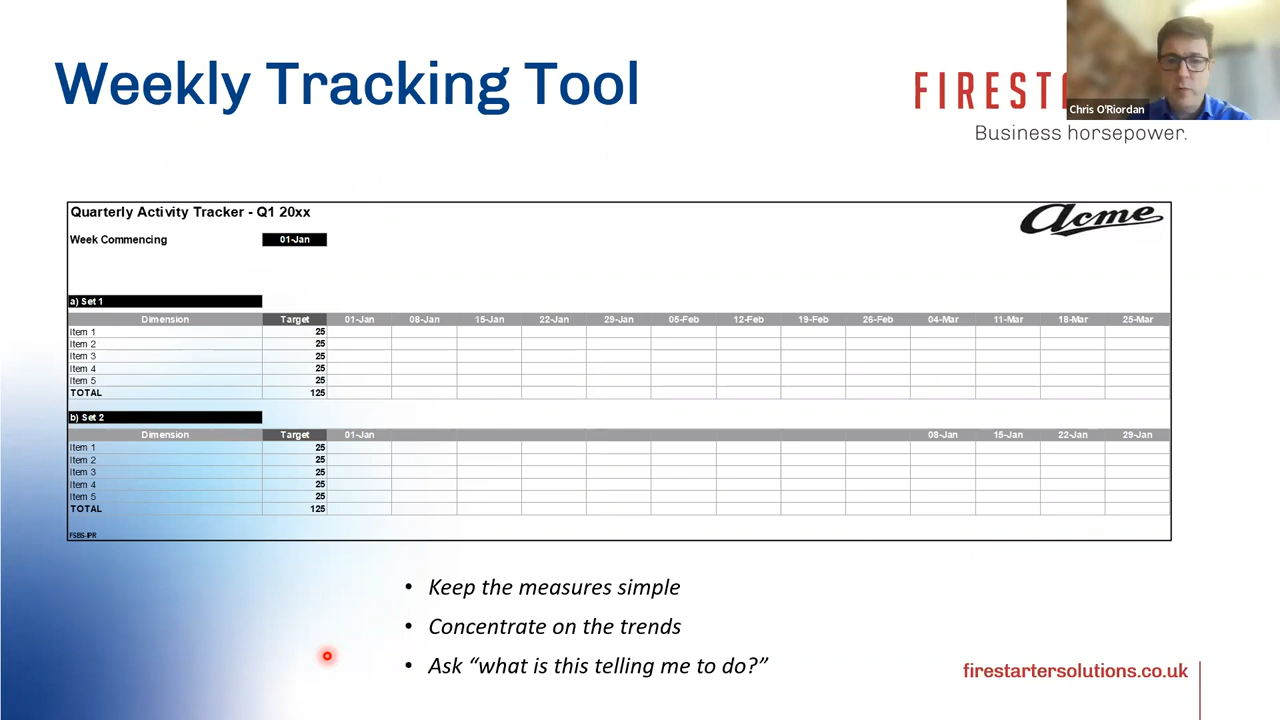 Weekly Tracking Tool
FIREST
Chris O'Riordan
Business horsepower.
Quarterly Activity Tracker - Q1 20xx
Acme
Week Commencing 01-Jan
a) Set 1
Dimension Target 01-Jan 08-Jan 15-Jan 22-Jan 29-Jan 05-Feb 12-Feb 19-Feb 26-Feb 04-Mar 11-Mar 18-Mar 25-Mar
Item 1 25
Item 2 25
Item 3 25
Item 4 25
Item 5 25
TOTAL 125
b) Set 2
Dimension Target 01-Jan 08-Jan 15-Jan 22-Jan 29-Jan
Item 1 25
Item 2 25
Item 3 25
Item 4 25
Item 5 25
TOTAL 125
FSBS-IPR
• Keep the measures simple
• Concentrate on the trends
• Ask “what is this telling me to do?”
firestartersolutions.co.uk